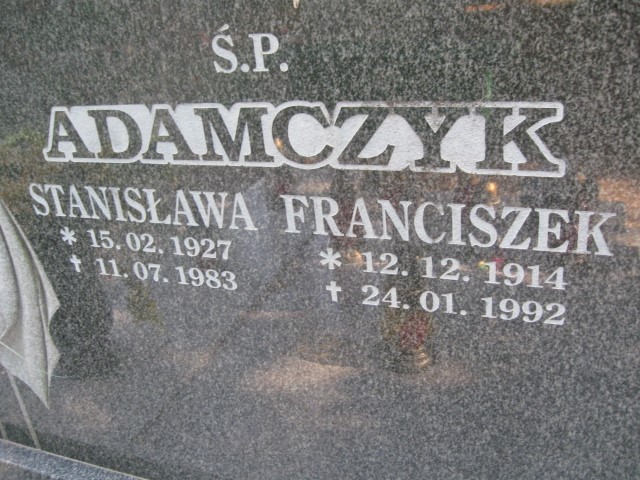 Ś.P.
ADAMCZYK
STANISŁAWA FRANCISZEK
* 15.02.1927 * 12.12.1914
✝ 11.07.1983 ✝ 24.01.1992